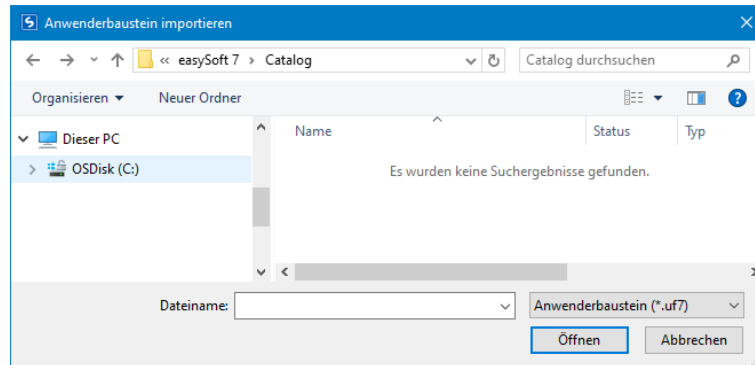 Anwenderbaustein importieren
« easySoft 7 > Catalog
Catalog durchsuchen
Organisieren
Neuer Ordner
Dieser PC
OSDisk (C:)
Name
Status
Typ
Es wurden keine Suchergebnisse gefunden.
Dateiname:
Anwenderbaustein (*.uf7)
Öffnen
Abbrechen